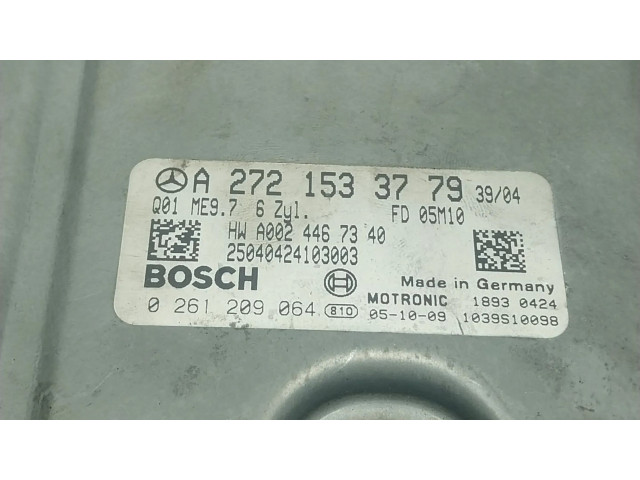 A 272 153 37 79 39/04
Q01 ME9.7 6 Zyl. FD 05M10
HW A002 446 73 40
25040424103003
BOSCH Made in Germany
0 261 209 064 810 MOTRONIC 1893 0424
05-10-09 1039S10098